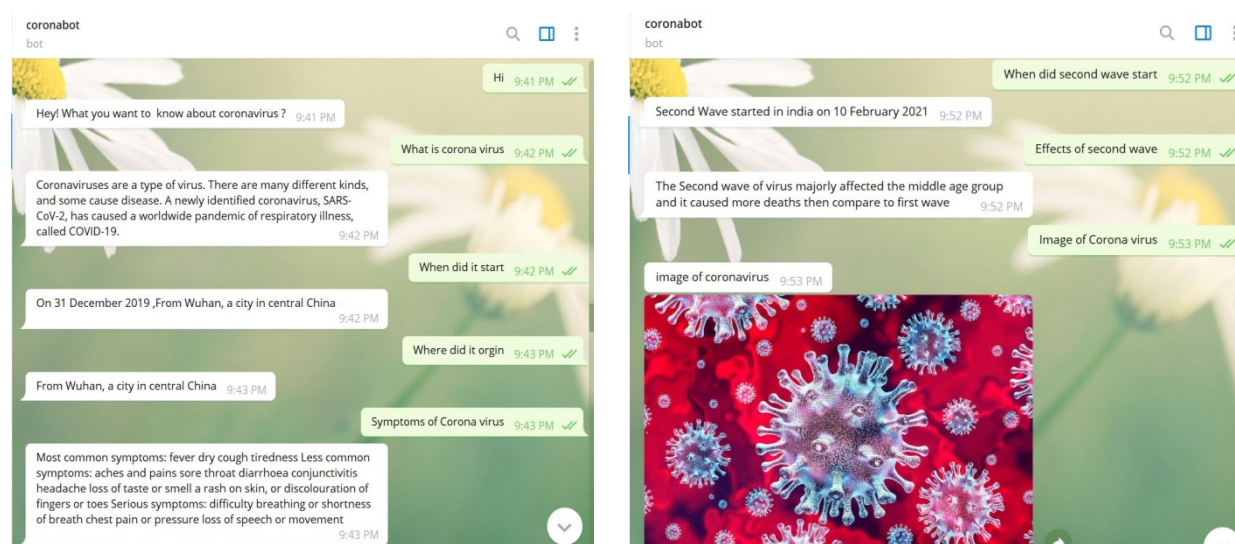 coronabot
bot
Hi 9:41 PM
Hey! What you want to know about coronavirus ? 9:41 PM
What is corona virus 9:42 PM
Coronaviruses are a type of virus. There are many different kinds,
and some cause disease. A newly identified coronavirus, SARS-
CoV-2, has caused a worldwide pandemic of respiratory illness,
called COVID-19.
9:42 PM
When did it start 9:42 PM
On 31 December 2019 ,From Wuhan, a city in central China
9:42 PM
Where did it orgin 9:43 PM
From Wuhan, a city in central China 9:43 PM
Symptoms of Corona virus 9:43 PM
Most common symptoms: fever dry cough tiredness Less common
symptoms: aches and pains sore throat diarrhoea conjunctivitis
headache loss of taste or smell a rash on skin, or discolouration of
fingers or toes Serious symptoms: difficulty breathing or shortness
of breath chest pain or pressure loss of speech or movement
9:43 PM
coronabot
bot
When did second wave start 9:52 PM
Second Wave started in india on 10 February 2021 9:52 PM
Effects of second wave 9:52 PM
The Second wave of virus majorly affected the middle age group
and it caused more deaths then compare to first wave 9:52 PM
Image of Corona virus 9:53 PM
image of coronavirus 9:53 PM